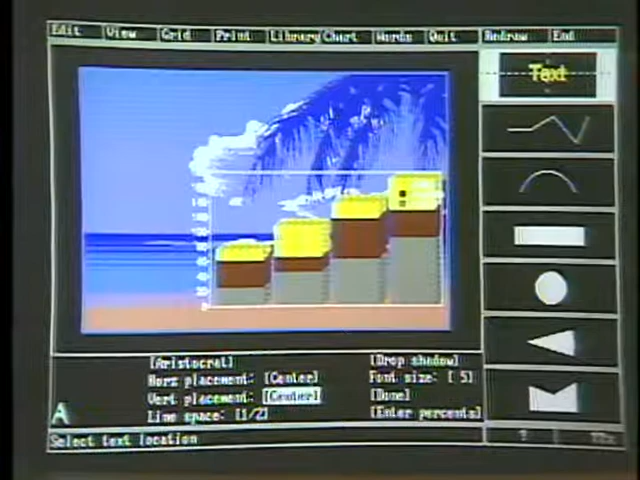 Edit View Grid Print Library Chart Words Quit Redraw End
Text
[Aristocrat] [Drop shadow]
Horz placement: [Center] Font size: [ 5]
Vert placement: [Center] [Done]
Line space: [1/2] [Enter percents]
A
Select text location